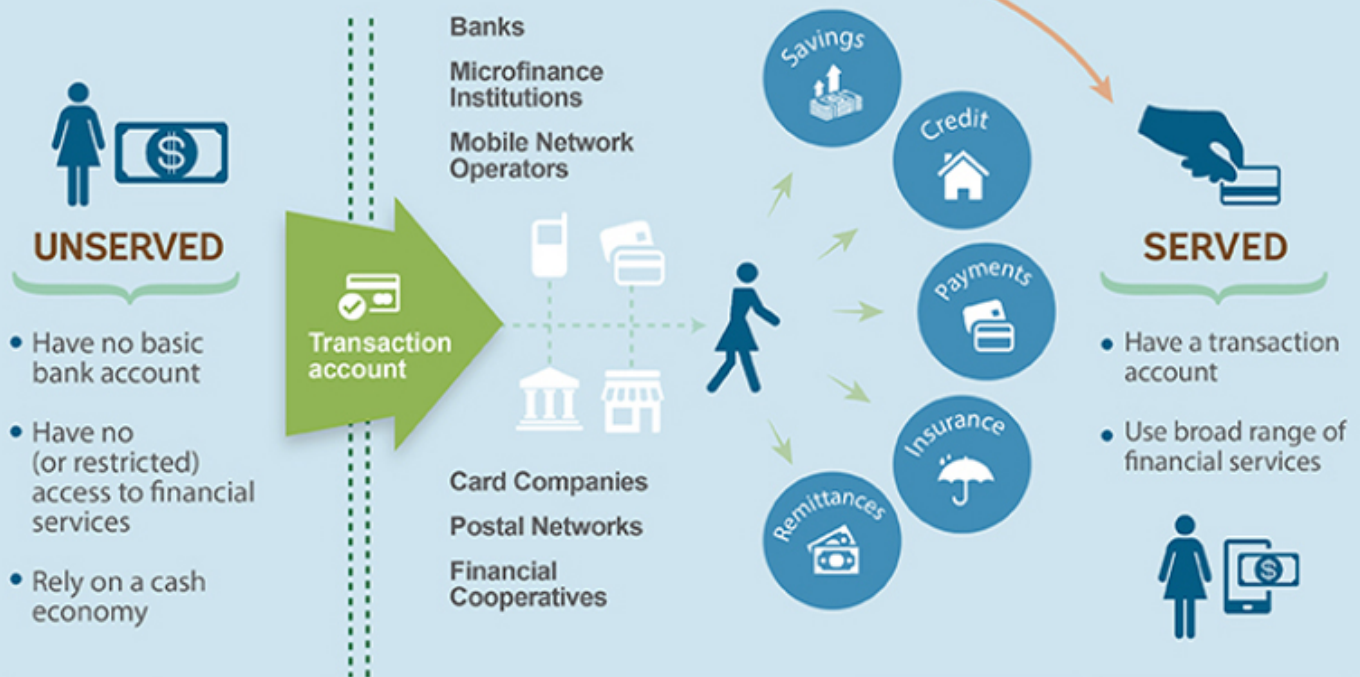 UNSERVED
• Have no basic
bank account
• Have no
(or restricted)
access to financial
services
• Rely on a cash
economy
$
Transaction
account
Banks
Microfinance
Institutions
Mobile Network
Operators
Card Companies
Postal Networks
Financial
Cooperatives
Savings
Credit
Payments
Insurance
Remittances
SERVED
• Have a transaction
account
• Use broad range of
financial services
$